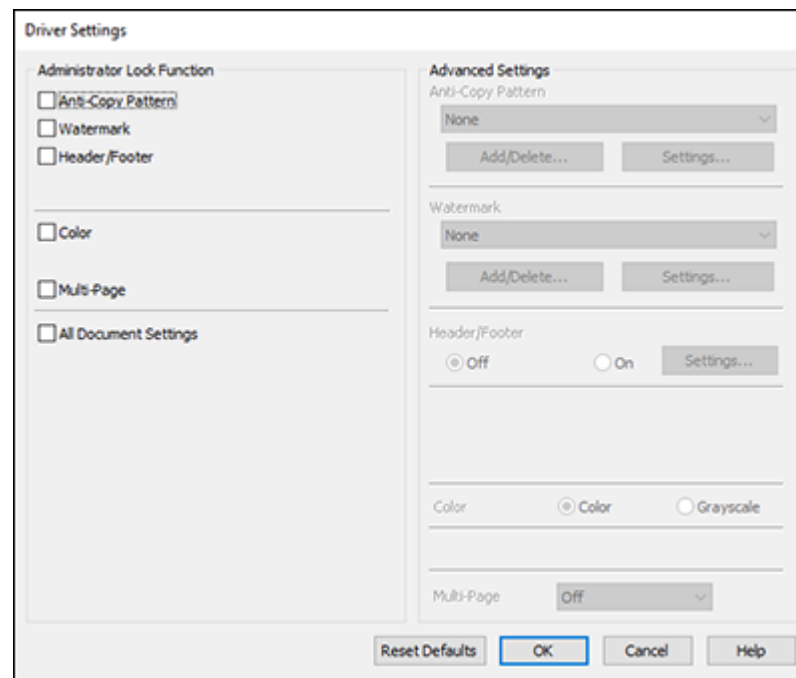 Driver Settings
Administrator Lock Function
Anti-Copy Pattern
Watermark
Header/Footer
Color
Multi-Page
All Document Settings
Advanced Settings
Anti-Copy Pattern
None
Add/Delete... Settings...
Watermark
None
Add/Delete... Settings...
Header/Footer
Off On Settings...
Color Color Grayscale
Multi-Page Off
Reset Defaults OK Cancel Help